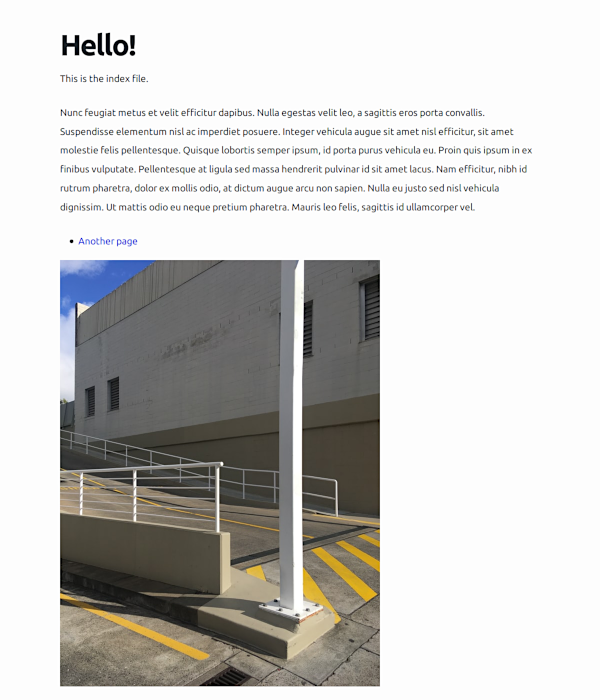 Hello!
This is the index file.
Nunc feugiat metus et velit efficitur dapibus. Nulla egestas velit leo, a sagittis eros porta convallis.
Suspendisse elementum nisl ac imperdiet posuere. Integer vehicula augue sit amet nisl efficitur, sit amet
molestie felis pellentesque. Quisque lobortis semper ipsum, id porta purus vehicula eu. Proin quis ipsum in ex
finibus vulputate. Pellentesque at ligula sed massa hendrerit pulvinar id sit amet lacus. Nam efficitur, nibh id
rutrum pharetra, dolor ex mollis odio, at dictum augue arcu non sapien. Nulla eu justo sed nisl vehicula
dignissim. Ut mattis odio eu neque pretium pharetra. Mauris leo felis, sagittis id ullamcorper vel.
• Another page